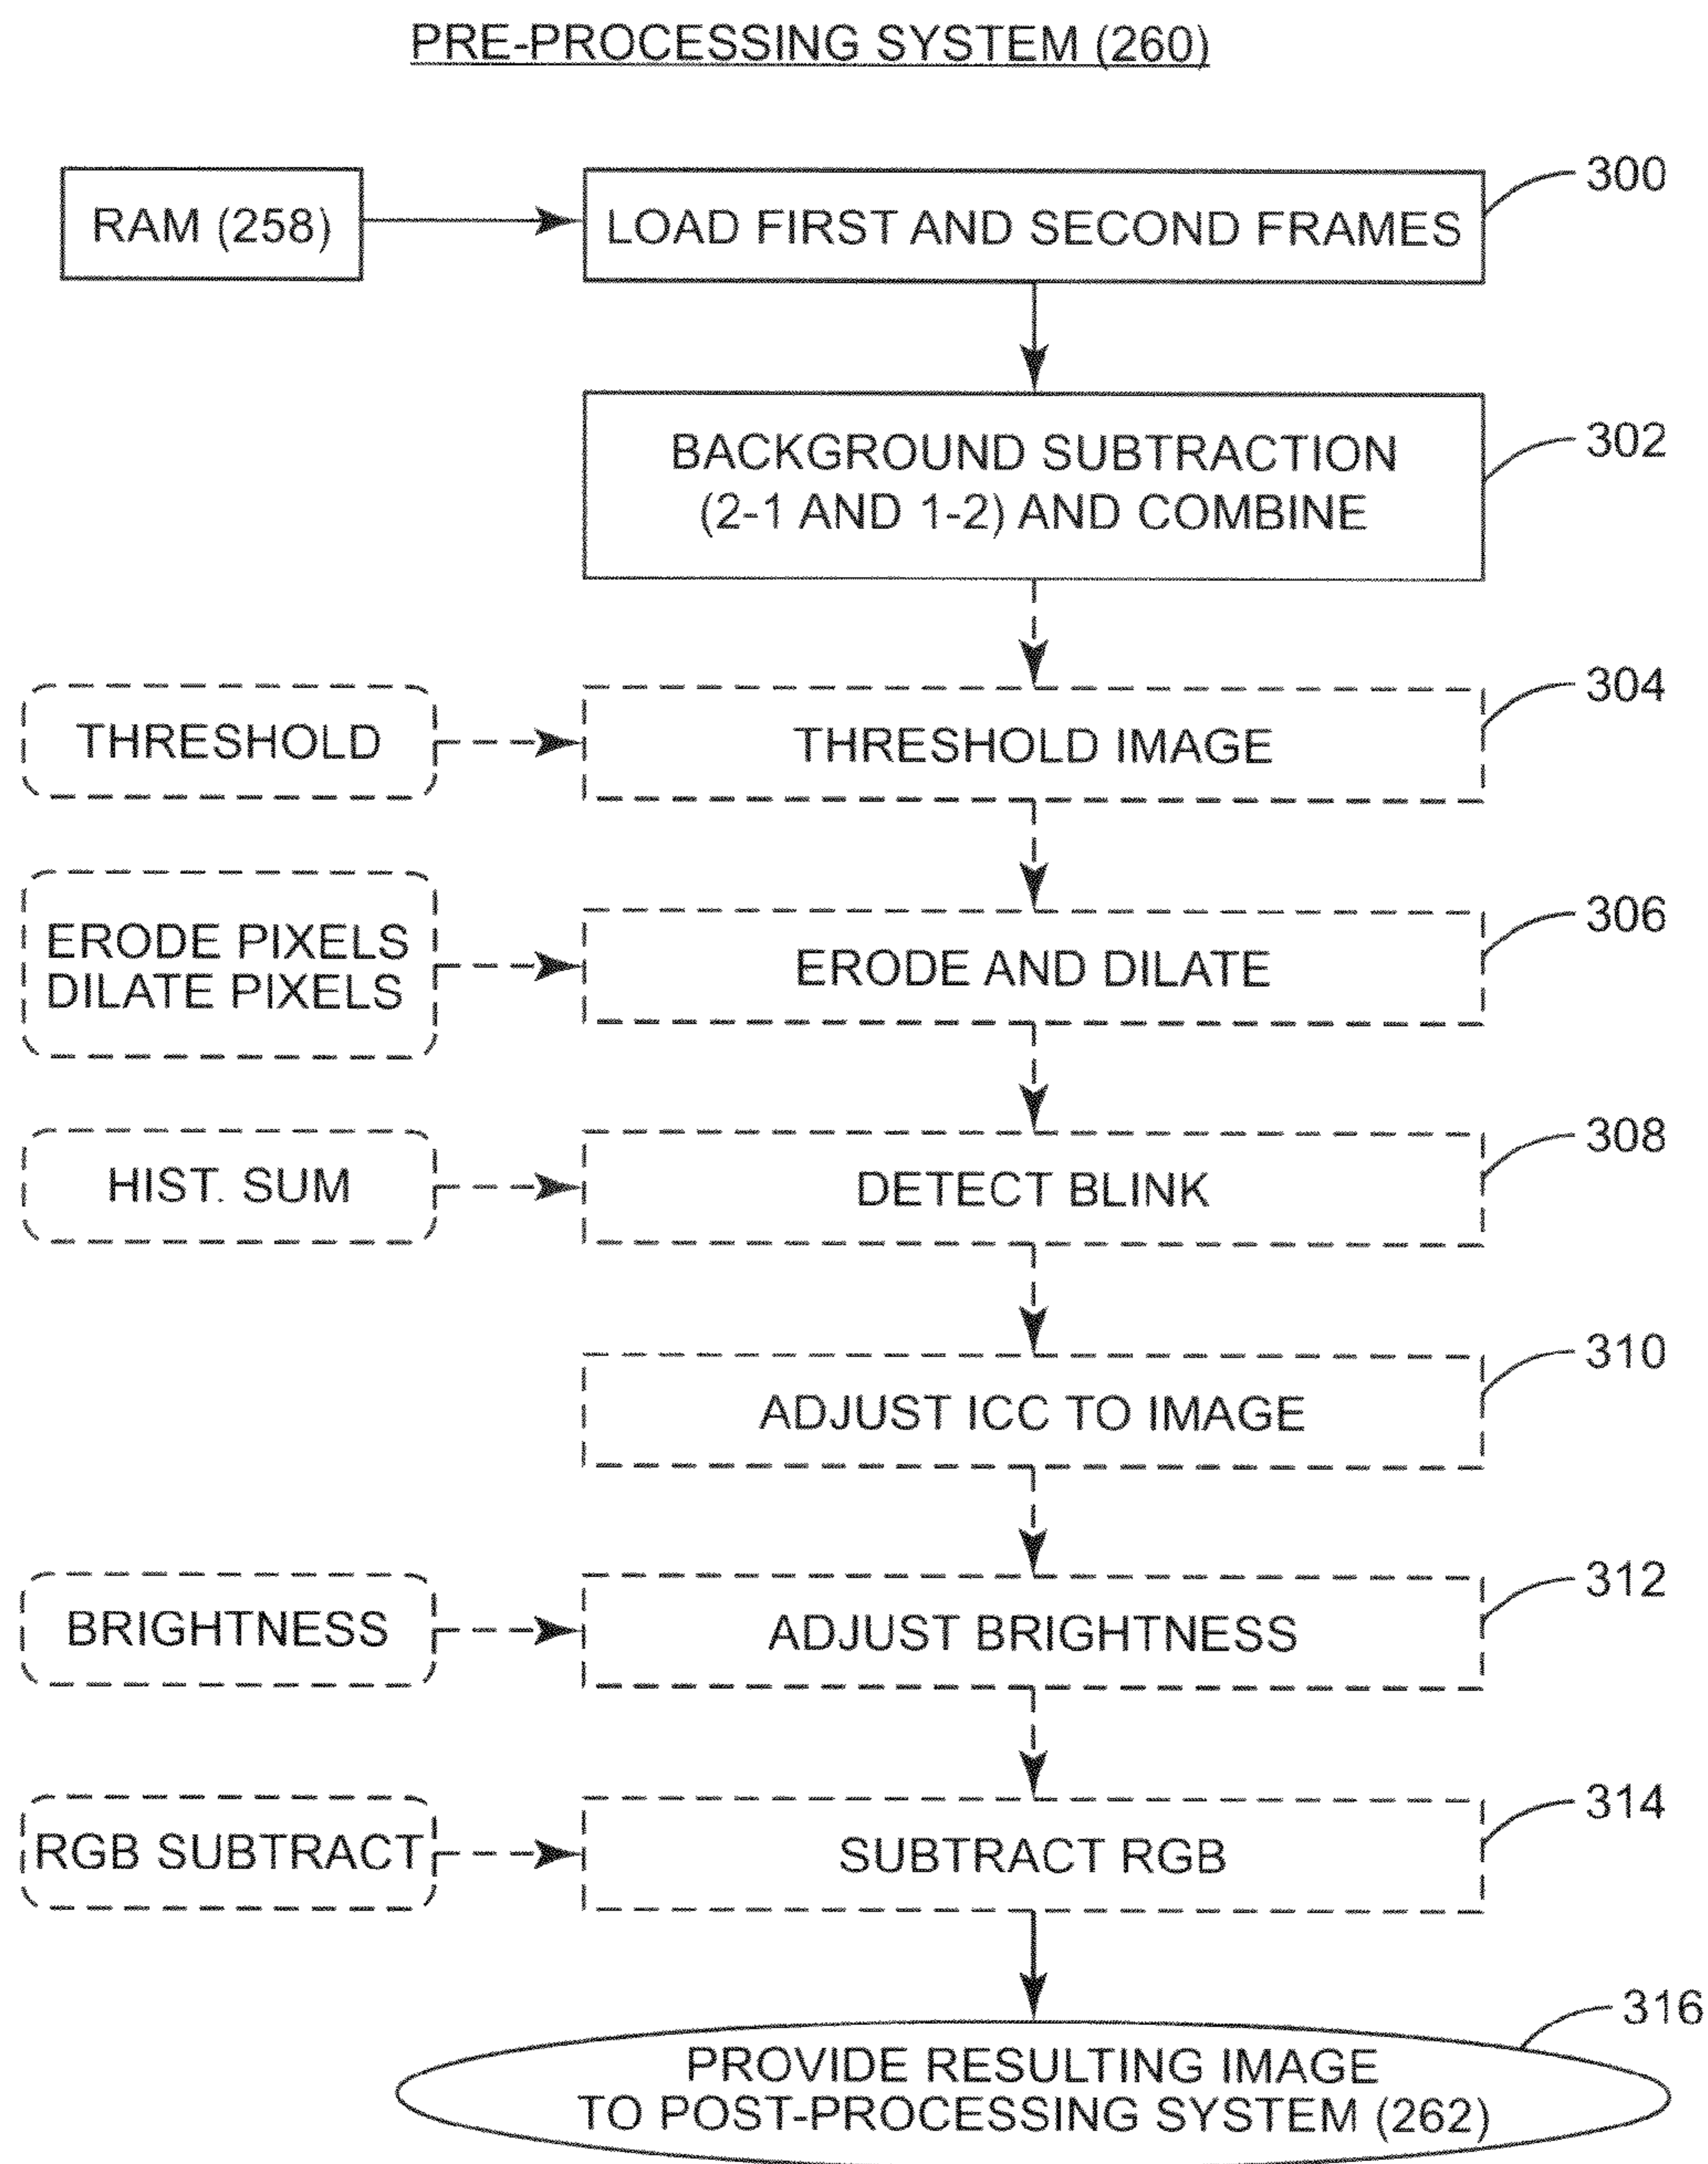 PRE-PROCESSING SYSTEM (260)
RAM (258)
LOAD FIRST AND SECOND FRAMES
300
BACKGROUND SUBTRACTION
(2-1 AND 1-2) AND COMBINE
302
THRESHOLD
THRESHOLD IMAGE
304
ERODE PIXELS
DILATE PIXELS
ERODE AND DILATE
306
HIST. SUM
DETECT BLINK
308
ADJUST ICC TO IMAGE
310
BRIGHTNESS
ADJUST BRIGHTNESS
312
RGB SUBTRACT
SUBTRACT RGB
314
PROVIDE RESULTING IMAGE
TO POST-PROCESSING SYSTEM (262)
316